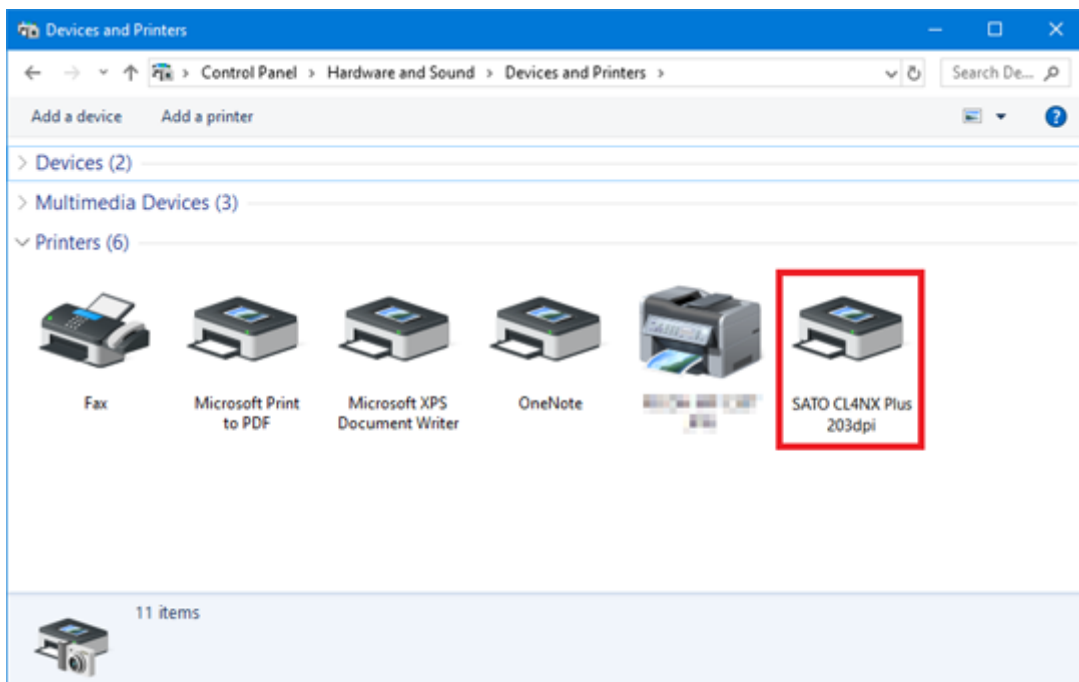 Devices and Printers
Control Panel > Hardware and Sound > Devices and Printers >
Search De...
Add a device Add a printer
Devices (2)
Multimedia Devices (3)
Printers (6)
Fax
Microsoft Print
to PDF
Microsoft XPS
Document Writer
OneNote
SATO CL4NX Plus
203dpi
11 items